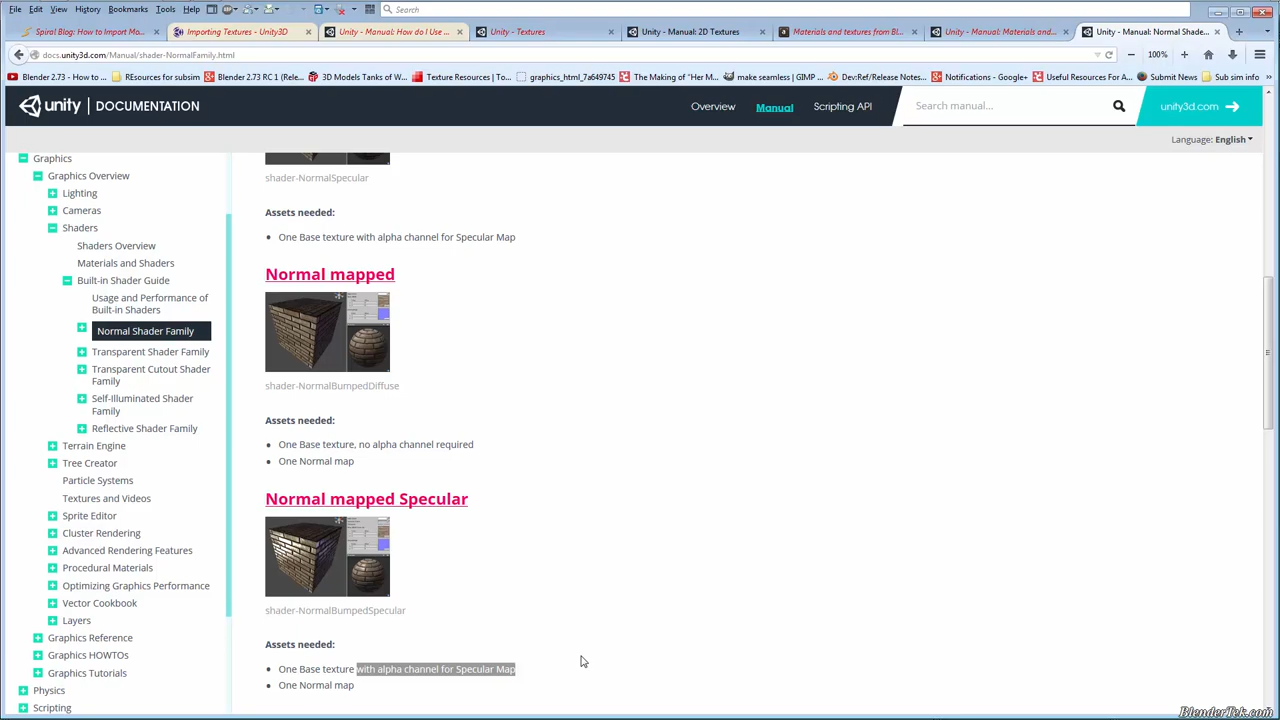 File Edit View History Bookmarks Tools Help Search
Spiral Blog: How to Import Mo... Importing Textures - Unity3D Unity - Manual: How do I Use ... Unity - Textures Unity - Manual: 2D Textures Materials and textures from Bl... Unity - Manual: Materials and... Unity - Manual: Normal Shade...
docs.unity3d.com/Manual/shader-NormalFamily.html 100%
Blender 2.73 - How to ... REsources for subsim Blender 2.73 RC 1 (Rele... 3D Models Tanks of W... Texture Resources | To... graphics_html_7a649745 The Making of "Hel' f... make seamless | GIMP ... Dev:Ref/Release Notes... Notifications - Google+ Useful Resources For A... Submit News Sub sim info
unity | DOCUMENTATION Overview Manual Scripting API Search manual... unity3d.com
Language: English
Graphics
Graphics Overview
Lighting
Cameras
Shaders
Shaders Overview
Materials and Shaders
Built-in Shader Guide
Usage and Performance of
Built-in Shaders
Normal Shader Family
Transparent Shader Family
Transparent Cutout Shader
Family
Self-Illuminated Shader
Family
Reflective Shader Family
Terrain Engine
Tree Creator
Particle Systems
Textures and Videos
Sprite Editor
Cluster Rendering
Advanced Rendering Features
Procedural Materials
Optimizing Graphics Performance
Vector Cookbook
Layers
Graphics Reference
Graphics HOWTOs
Graphics Tutorials
Physics
Scripting
shader-NormalSpecular
Assets needed:
One Base texture with alpha channel for Specular Map
Normal mapped
shader-NormalBumpedDiffuse
Assets needed:
One Base texture, no alpha channel required
One Normal map
Normal mapped Specular
shader-NormalBumpedSpecular
Assets needed:
One Base texture with alpha channel for Specular Map
One Normal map
BlenderTek.com